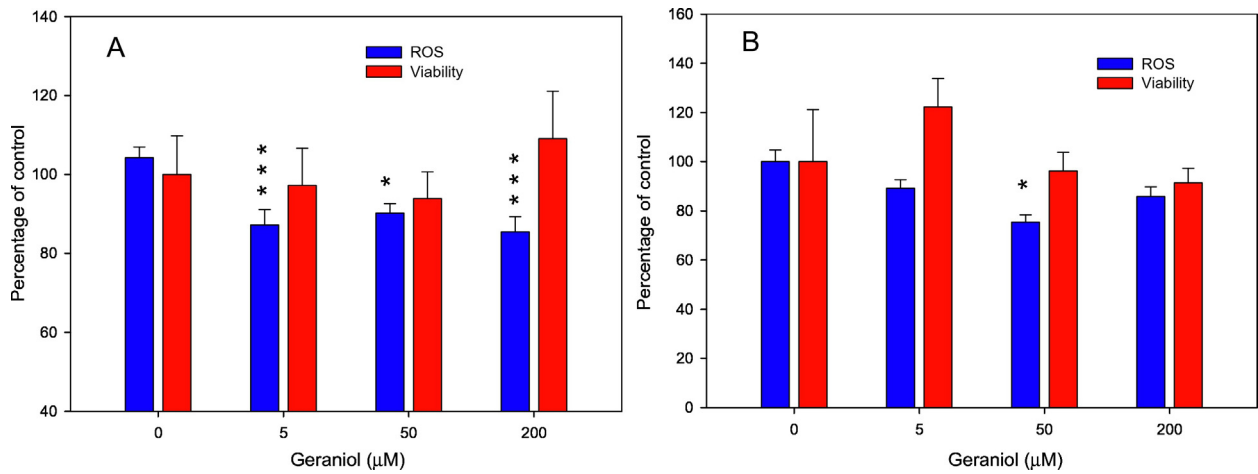 A
ROS
Viability
140
120
100
80
60
40
Percentage of control
***
*
***
0 5 50 200
Geraniol (μM)
B
ROS
Viability
160
140
120
100
80
60
40
20
0
Percentage of control
*
0 5 50 200
Geraniol (μM)